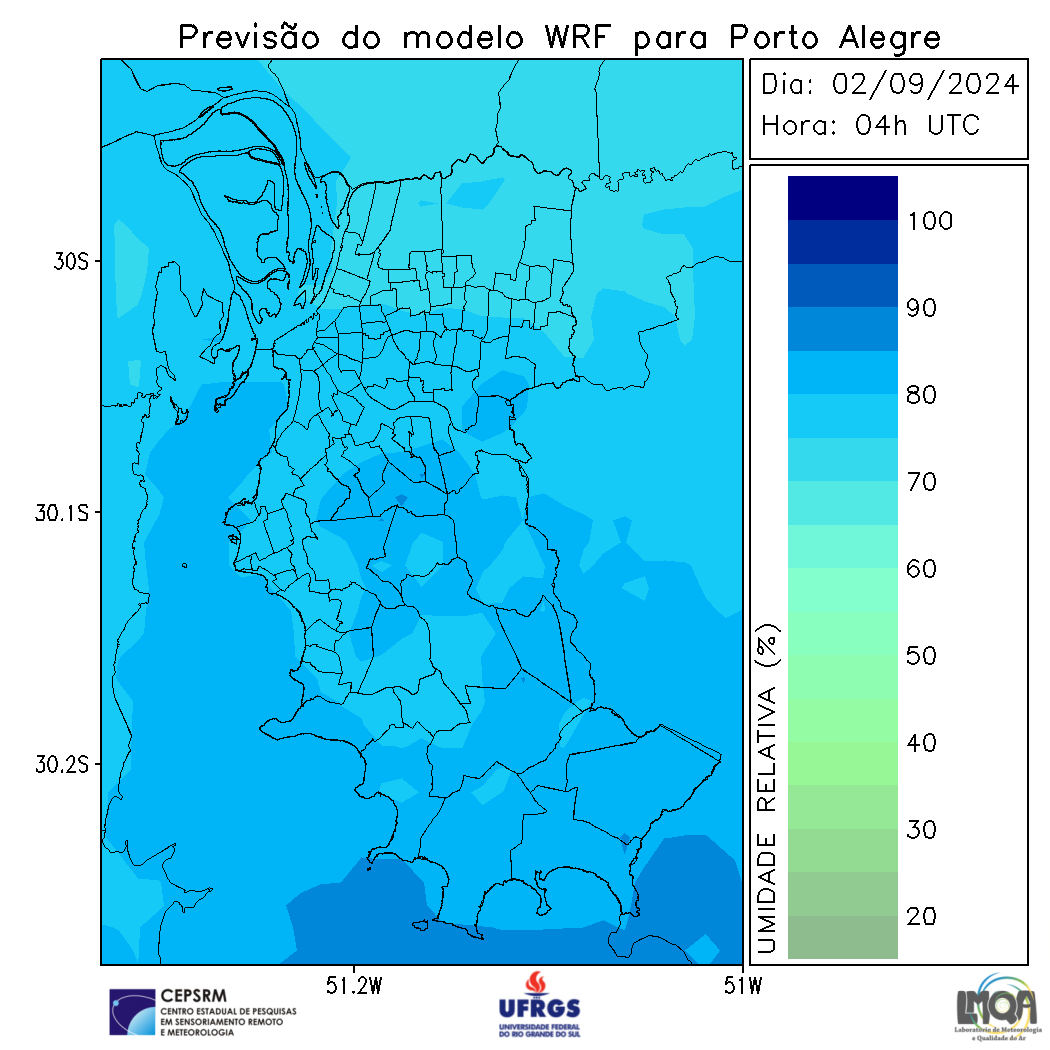 Previsão do modelo WRF para Porto Alegre
Dia: 02/09/2024
Hora: 04h UTC
100
90
80
70
60
50
40
30
20
UMIDADE RELATIVA (%)
30S
30.1S
30.2S
51.2W
51W
CEPSRM
CENTRO ESTADUAL DE PESQUISAS
EM SENSORIAMENTO REMOTO
E METEOROLOGIA
UFRGS
UNIVERSIDADE FEDERAL
DO RIO GRANDE DO SUL
LMQA
Laboratório de Meteorologia
e Qualidade do Ar